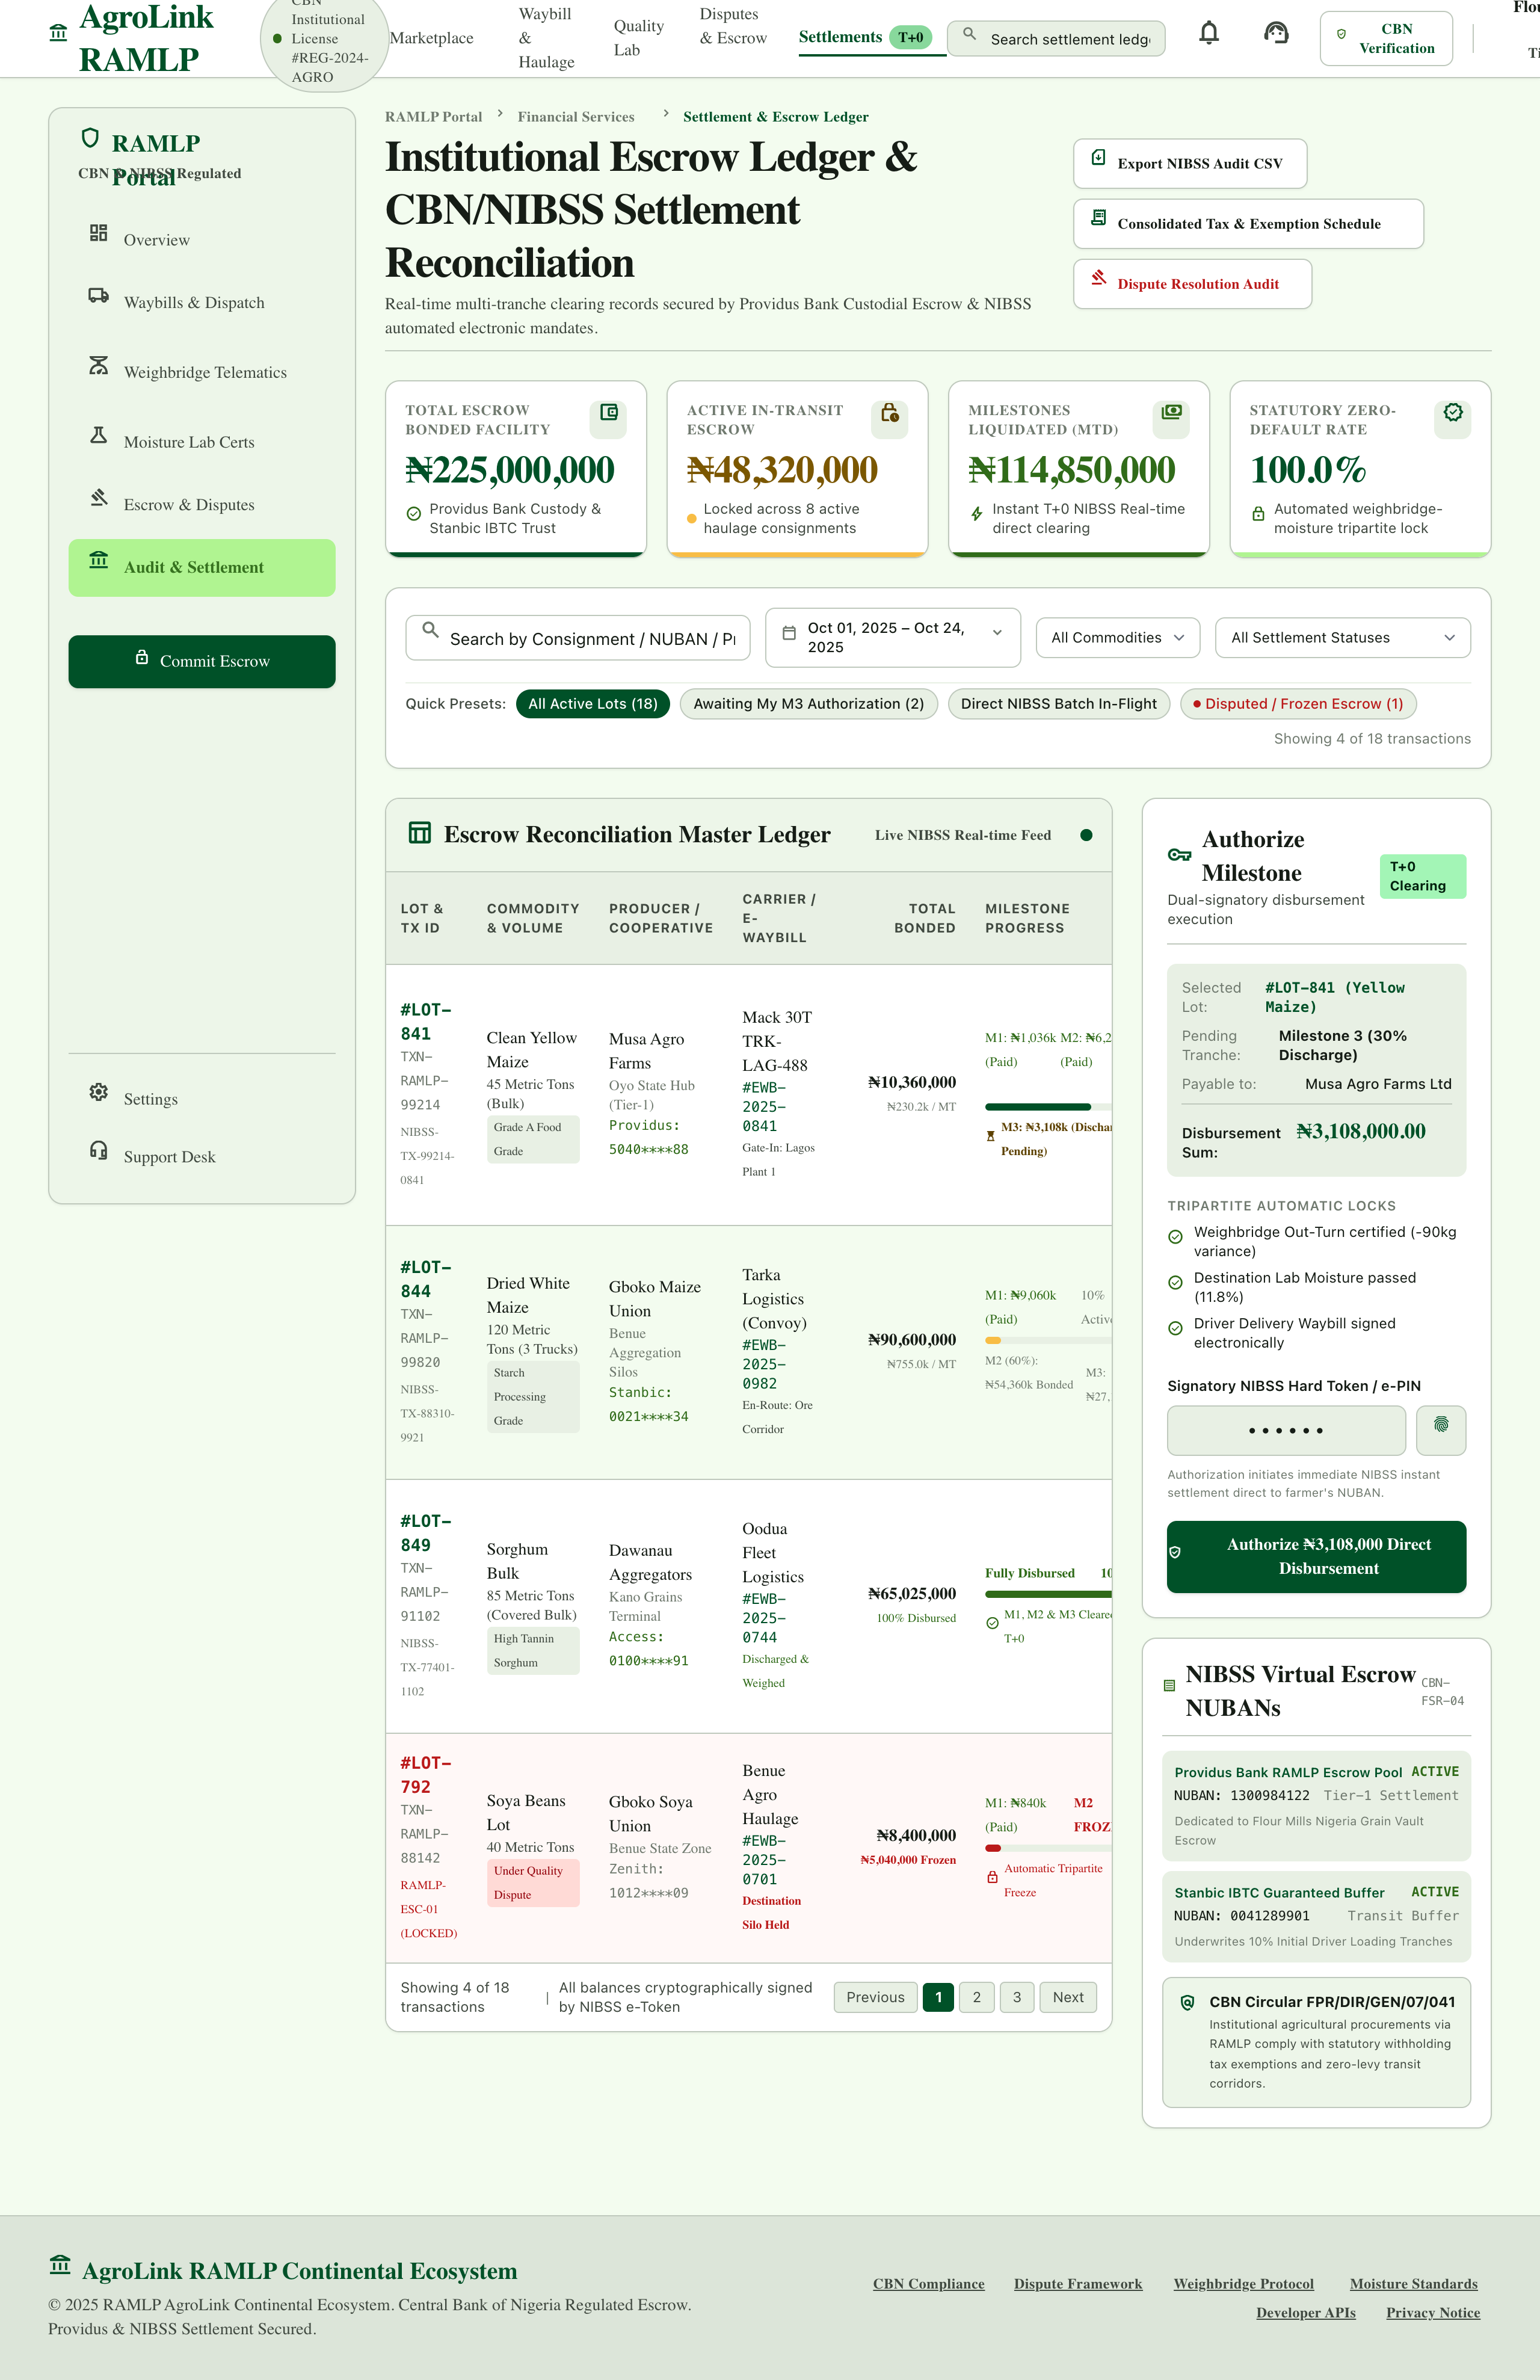 AgroLink
RAMLP
CBN
Institutional
License
#REG-2024-
AGRO
Marketplace
Waybill
&
Haulage
Quality
Lab
Disputes
& Escrow
Settlements T+0
Search settlement ledg
CBN
Verification
RAMLP
Portal
CBN & NIBSS Regulated
Overview
Waybills & Dispatch
Weighbridge Telematics
Moisture Lab Certs
Escrow & Disputes
Audit & Settlement
Commit Escrow
Settings
Support Desk
RAMLP Portal > Financial Services > Settlement & Escrow Ledger
Institutional Escrow Ledger &
CBN/NIBSS Settlement
Reconciliation
Real-time multi-tranche clearing records secured by Providus Bank Custodial Escrow & NIBSS
automated electronic mandates.
Export NIBSS Audit CSV
Consolidated Tax & Exemption Schedule
Dispute Resolution Audit
TOTAL ESCROW
BONDED FACILITY
₦225,000,000
Providus Bank Custody &
Stanbic IBTC Trust
ACTIVE IN-TRANSIT
ESCROW
₦48,320,000
Locked across 8 active
haulage consignments
MILESTONES
LIQUIDATED (MTD)
₦114,850,000
Instant T+0 NIBSS Real-time
direct clearing
STATUTORY ZERO-
DEFAULT RATE
100.0%
Automated weighbridge-
moisture tripartite lock
Search by Consignment / NUBAN / Pr
Oct 01, 2025 – Oct 24,
2025
All Commodities
All Settlement Statuses
Quick Presets: All Active Lots (18) Awaiting My M3 Authorization (2) Direct NIBSS Batch In-Flight Disputed / Frozen Escrow (1)
Showing 4 of 18 transactions
Escrow Reconciliation Master Ledger
Live NIBSS Real-time Feed
LOT &
TX ID
COMMODITY
& VOLUME
PRODUCER /
COOPERATIVE
CARRIER /
E-
WAYBILL
TOTAL
BONDED
MILESTONE
PROGRESS
#LOT-
841
TXN-
RAMLP-
99214
NIBSS-
TX-99214-
0841
Clean Yellow
Maize
45 Metric Tons
(Bulk)
Grade A Food
Grade
Musa Agro
Farms
Oyo State Hub
(Tier-1)
Providus:
5040****88
Mack 30T
TRK-
LAG-488
#EWB-
2025-
0841
Gate-In: Lagos
Plant 1
₦10,360,000
₦230.2k / MT
M1: ₦1,036k
(Paid)
M2: ₦6,2
(Paid)
M3: ₦3,108k (Dischar
Pending)
#LOT-
844
TXN-
RAMLP-
99820
NIBSS-
TX-88310-
9921
Dried White
Maize
120 Metric
Tons (3 Trucks)
Starch
Processing
Grade
Gboko Maize
Union
Benue
Aggregation
Silos
Stanbic:
0021****34
Tarka
Logistics
(Convoy)
#EWB-
2025-
0982
En-Route: Ore
Corridor
₦90,600,000
₦755.0k / MT
M1: ₦9,060k
(Paid)
10%
Active
M2 (60%):
₦54,360k Bonded
M3:
₦27,
#LOT-
849
TXN-
RAMLP-
91102
NIBSS-
TX-77401-
1102
Sorghum
Bulk
85 Metric Tons
(Covered Bulk)
High Tannin
Sorghum
Dawanau
Aggregators
Kano Grains
Terminal
Access:
0100****91
Oodua
Fleet
Logistics
#EWB-
2025-
0744
Discharged &
Weighed
₦65,025,000
100% Disbursed
Fully Disbursed 10
M1, M2 & M3 Cleared
T+0
#LOT-
792
TXN-
RAMLP-
88142
RAMLP-
ESC-01
(LOCKED)
Soya Beans
Lot
40 Metric Tons
Under Quality
Dispute
Gboko Soya
Union
Benue State Zone
Zenith:
1012****09
Benue
Agro
Haulage
#EWB-
2025-
0701
Destination
Silo Held
₦8,400,000
₦5,040,000 Frozen
M1: ₦840k
(Paid)
M2
FROZ
Automatic Tripartite
Freeze
Showing 4 of 18
transactions
|
All balances cryptographically signed
by NIBSS e-Token
Previous 1 2 3 Next
Authorize
Milestone
T+0
Clearing
Dual-signatory disbursement
execution
Selected
Lot:
#LOT-841 (Yellow
Maize)
Pending
Tranche:
Milestone 3 (30%
Discharge)
Payable to: Musa Agro Farms Ltd
Disbursement
Sum:
₦3,108,000.00
TRIPARTITE AUTOMATIC LOCKS
Weighbridge Out-Turn certified (-90kg
variance)
Destination Lab Moisture passed
(11.8%)
Driver Delivery Waybill signed
electronically
Signatory NIBSS Hard Token / e-PIN
••••••
Authorization initiates immediate NIBSS instant
settlement direct to farmer's NUBAN.
Authorize ₦3,108,000 Direct
Disbursement
NIBSS Virtual Escrow
NUBANs
CBN-
FSR-04
Providus Bank RAMLP Escrow Pool ACTIVE
NUBAN: 1300984122 Tier-1 Settlement
Dedicated to Flour Mills Nigeria Grain Vault
Escrow
Stanbic IBTC Guaranteed Buffer ACTIVE
NUBAN: 0041289901 Transit Buffer
Underwrites 10% Initial Driver Loading Tranches
CBN Circular FPR/DIR/GEN/07/041
Institutional agricultural procurements via
RAMLP comply with statutory withholding
tax exemptions and zero-levy transit
corridors.
AgroLink RAMLP Continental Ecosystem
© 2025 RAMLP AgroLink Continental Ecosystem. Central Bank of Nigeria Regulated Escrow.
Providus & NIBSS Settlement Secured.
CBN Compliance Dispute Framework Weighbridge Protocol Moisture Standards
Developer APIs Privacy Notice